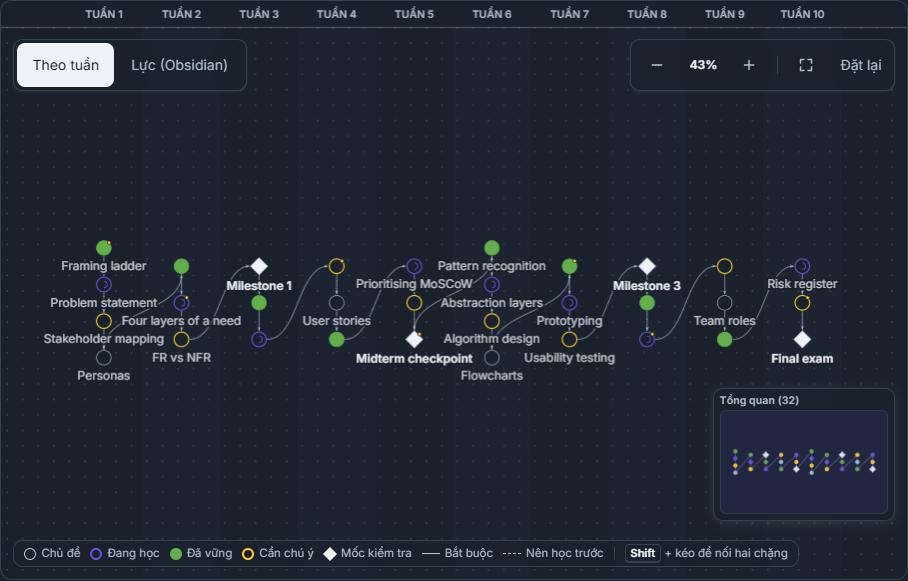 TUẦN 1 TUẦN 2 TUẦN 3 TUẦN 4 TUẦN 5 TUẦN 6 TUẦN 7 TUẦN 8 TUẦN 9 TUẦN 10
Theo tuần Lực (Obsidian)
43% Đặt lại
Framing ladder
Pattern recognition
Problem statement
Milestone 1
Prioritising MoSCoW
Abstraction layers
Milestone 3
Risk register
Stakeholder mapping
Four layers of a need
User stories
Algorithm design
Prototyping
Team roles
Personas
FR vs NFR
Midterm checkpoint
Flowcharts
Usability testing
Final exam
Tổng quan (32)
Chủ đề Đang học Đã vững Cần chú ý Mốc kiểm tra Bắt buộc Nên học trước Shift + kéo để nối hai chặng